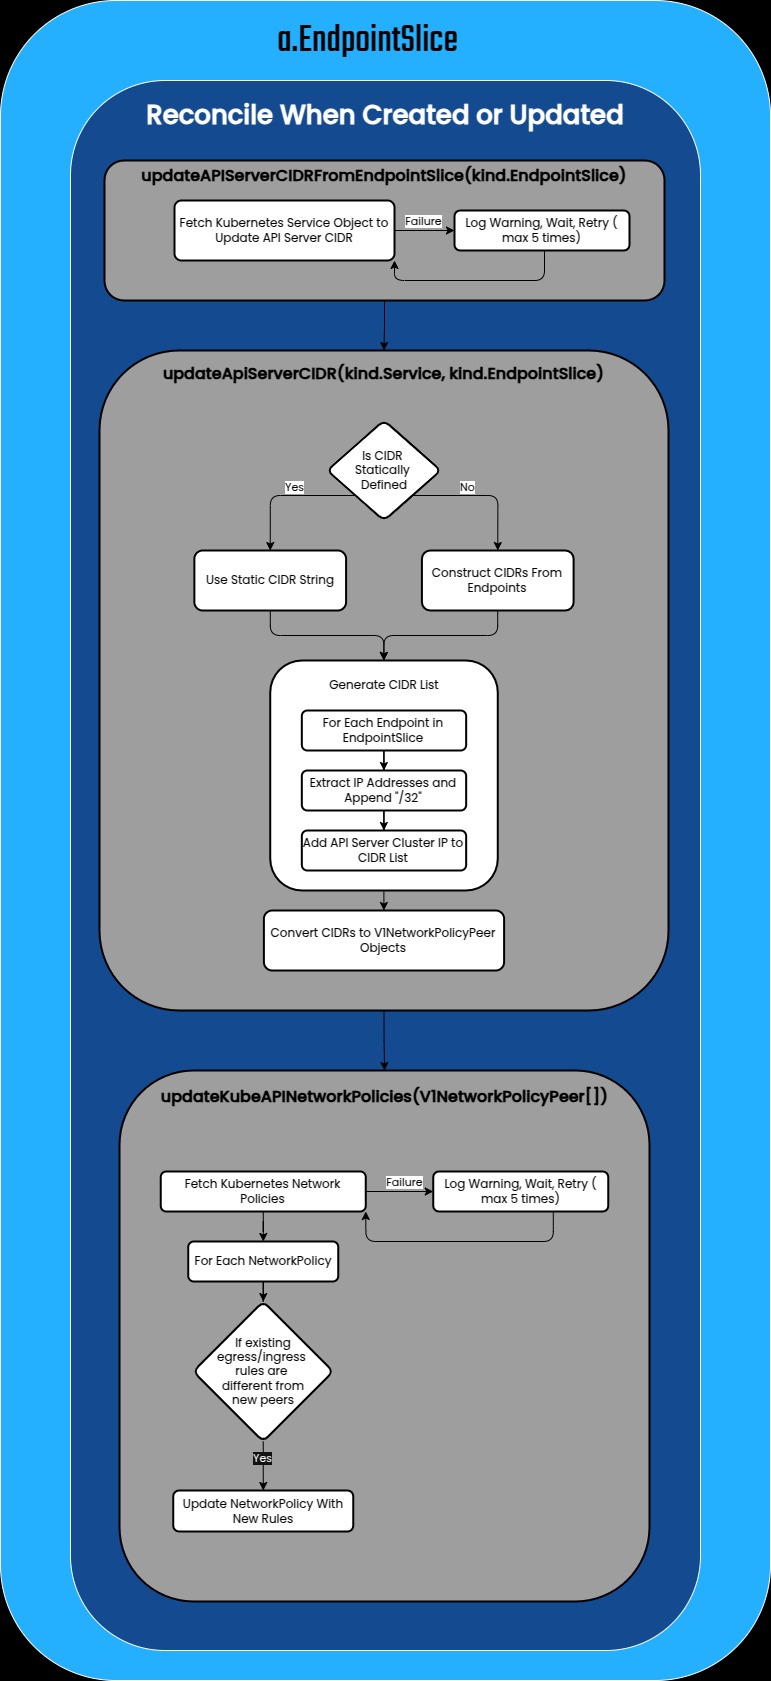 a.EndpointSlice
Reconcile When Created or Updated
updateAPIServerCIDRFromEndpointSlice(kind.EndpointSlice)
Fetch Kubernetes Service Object to
Update API Server CIDR
Failure
Log Warning, Wait, Retry (
max 5 times)
updateApiServerCIDR(kind.Service, kind.EndpointSlice)
Is CIDR
Statically
Defined
Yes
No
Use Static CIDR String
Construct CIDRs From
Endpoints
Generate CIDR List
For Each Endpoint in
EndpointSlice
Extract IP Addresses and
Append "/32"
Add API Server Cluster IP to
CIDR List
Convert CIDRs to V1NetworkPolicyPeer
Objects
updateKubeAPINetworkPolicies(V1NetworkPolicyPeer[])
Fetch Kubernetes Network
Policies
Failure
Log Warning, Wait, Retry (
max 5 times)
For Each NetworkPolicy
If existing
egress/ingress
rules are
different from
new peers
Yes
Update NetworkPolicy With
New Rules